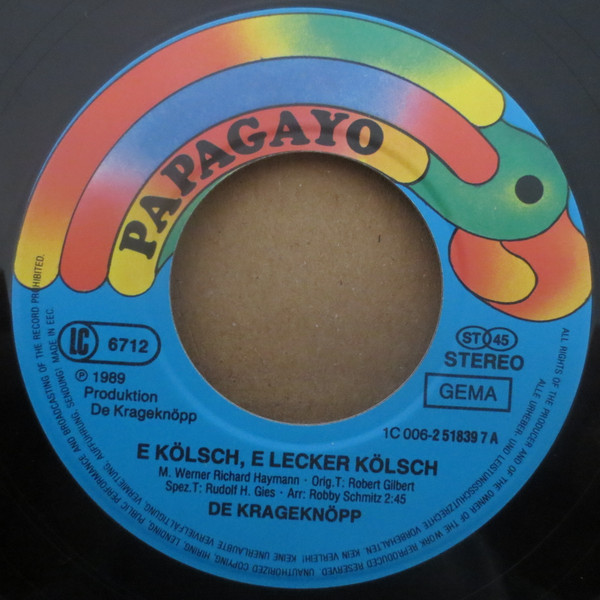 PAPAGAYO
LC 6712
℗ 1989
Produktion
De Krageknöpp
ST 45
STEREO
GEMA
1C 006-2 51839 7 A
E KÖLSCH, E LECKER KÖLSCH
M. Werner Richard Haymann · Orig.T: Robert Gilbert
Spez.T: Rudolf H. Gies · Arr: Robby Schmitz 2:45
DE KRAGEKNÖPP
ALL RIGHTS OF THE PRODUCER AND OF THE OWNER OF THE WORK REPRODUCED RESERVED. UNAUTHORIZED COPYING, HIRING, LENDING, PUBLIC PERFORMANCE AND BROADCASTING OF THE RECORD PROHIBITED.
ALLE URHEBER- UND LEISTUNGSSCHUTZRECHTE VORBEHALTEN. KEIN VERLEIH! KEINE UNERLAUBTE VERVIELFÄLTIGUNG, VERMIETUNG, AUFFÜHRUNG, SENDUNG! MADE IN EEC.